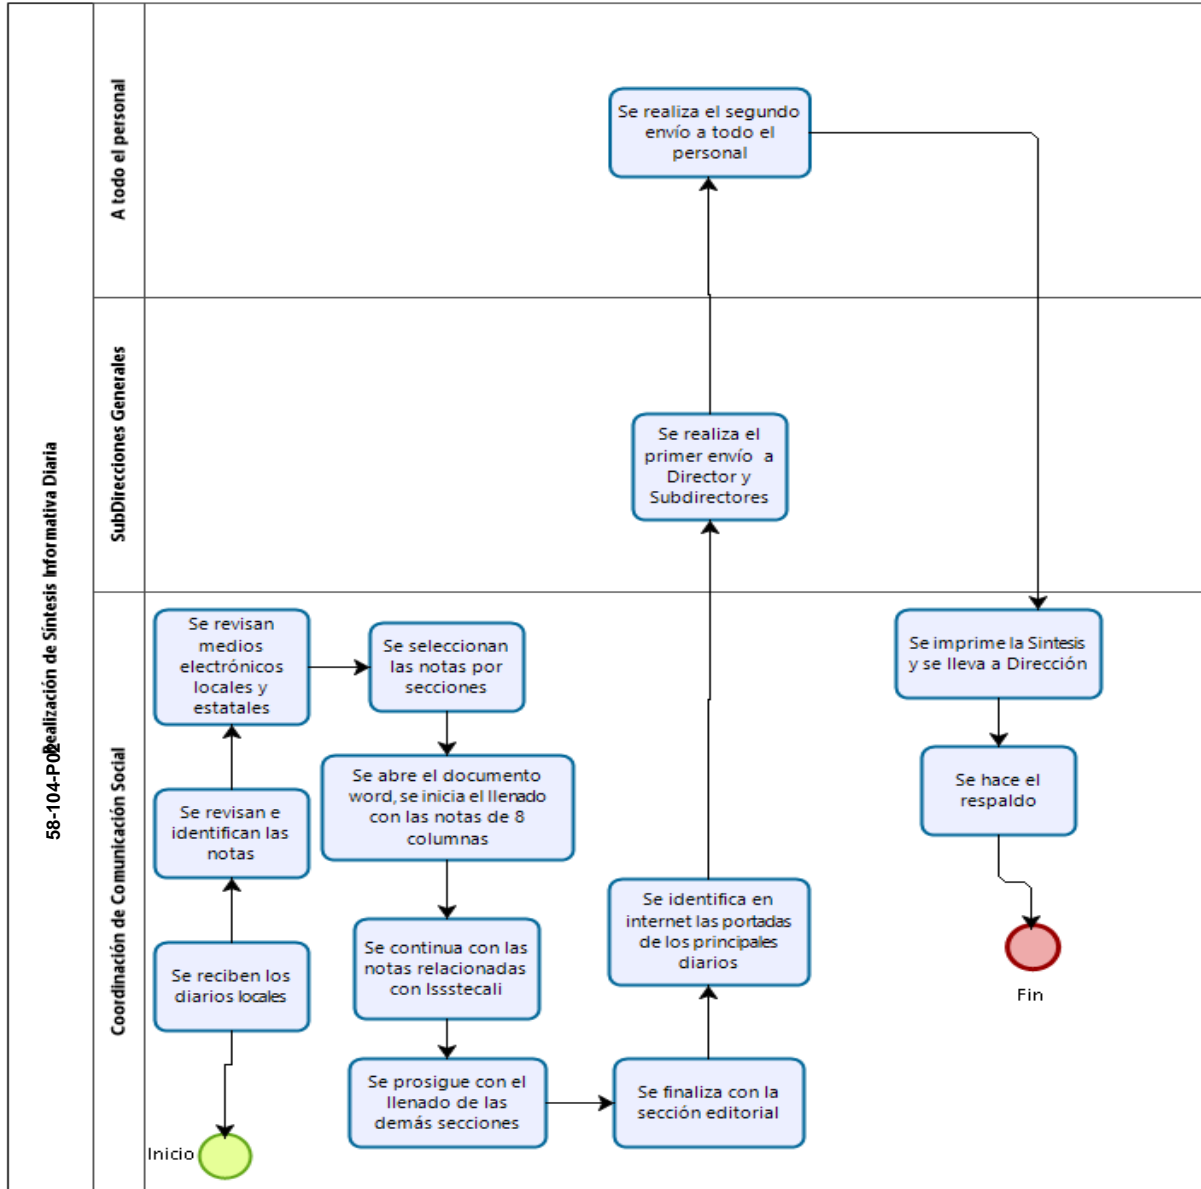 58-104-P02
Realización de Síntesis Informativa Diaria
A todo el personal
Se realiza el segundo
envío a todo el
personal
SubDirecciones Generales
Se realiza el
primer envío a
Director y
Subdirectores
Coordinación de Comunicación Social
Se revisan
medios
electrónicos
locales y
estatales
Se seleccionan
las notas por
secciones
Se revisan e
identifican las
notas
Se abre el documento
word, se inicia el llenado
con las notas de 8
columnas
Se reciben los
diarios locales
Se continua con las
notas relacionadas
con Issstecali
Inicio
Se prosigue con el
llenado de las
demás secciones
Se finaliza con la
sección editorial
Se identifica en
internet las portadas
de los principales
diarios
Se imprime la Sintesis
y se lleva a Dirección
Se hace el
respaldo
Fin